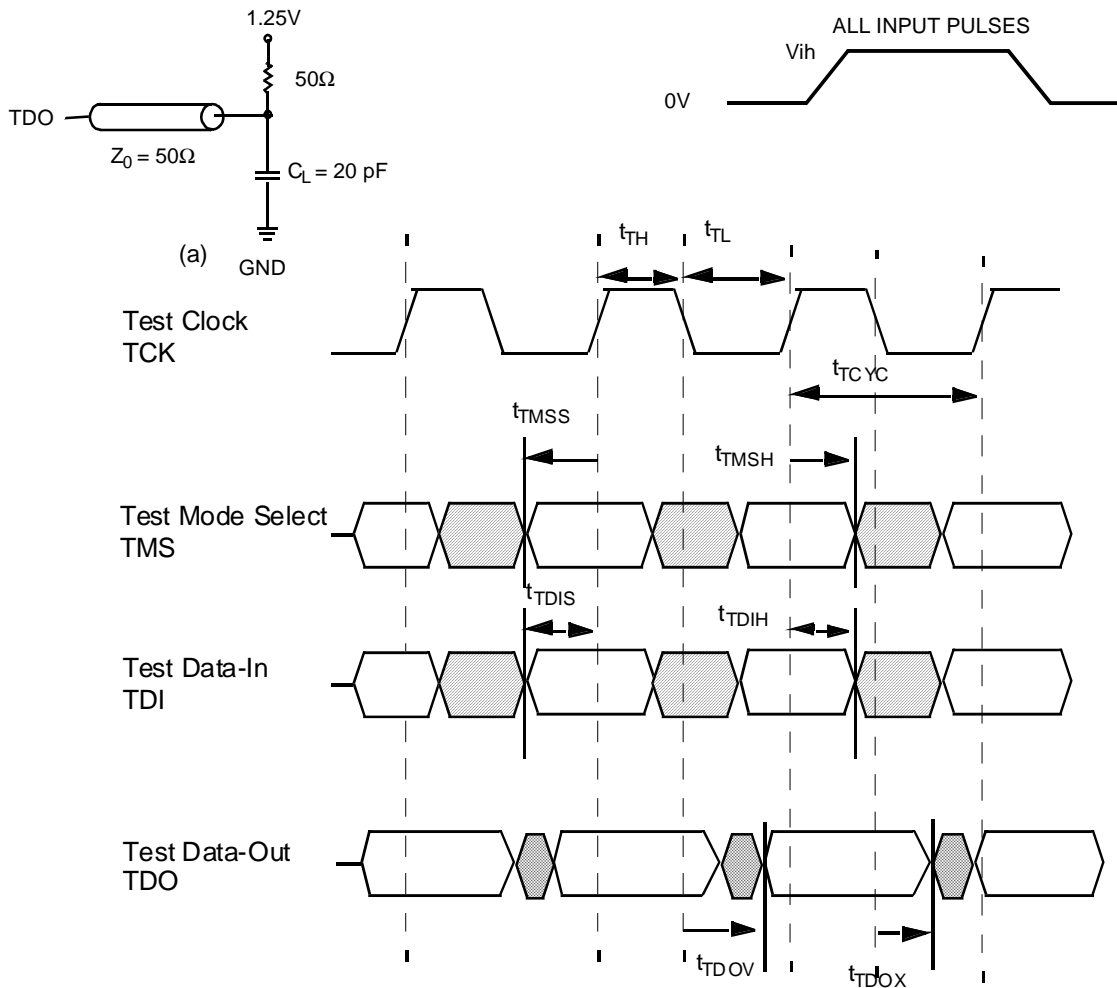 1.25V
ALL INPUT PULSES
Vih
50Ω
0V
TDO
Z0 = 50Ω
CL = 20 pF
(a)
GND
tTH
tTL
Test Clock
TCK
tTCYC
tTMSS
tTMSH
Test Mode Select
TMS
tTDIS
tTDIH
Test Data-In
TDI
Test Data-Out
TDO
tTDOV
tTDOX